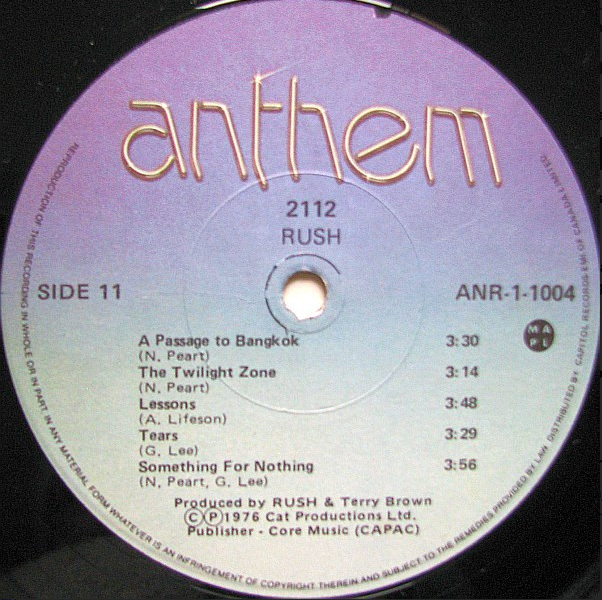 anthem
2112
RUSH
SIDE 11
ANR-1-1004
MA
PL
A Passage to Bangkok 3:30
(N. Peart)
The Twilight Zone 3:14
(N. Peart)
Lessons 3:48
(A. Lifeson)
Tears 3:29
(G. Lee)
Something For Nothing 3:56
(N. Peart, G. Lee)
Produced by RUSH & Terry Brown
ⒸⓅ1976 Cat Productions Ltd.
Publisher - Core Music (CAPAC)
REPRODUCTION OF THIS RECORDING IN WHOLE OR IN PART IN ANY MATERIAL FORM WHATEVER IS AN INFRINGEMENT OF COPYRIGHT THEREIN AND SUBJECT TO THE REMEDIES PROVIDED BY LAW. DISTRIBUTED BY CAPITOL RECORDS-EMI OF CANADA LIMITED.